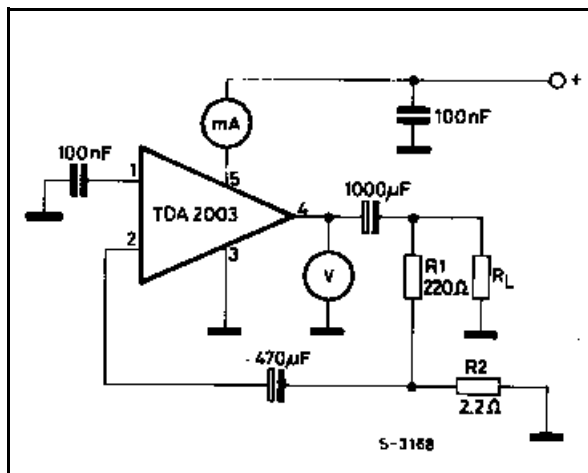 +
mA
100nF
100nF
1
5
1000µF
TDA 2003
4
2
3
V
R1
220Ω
RL
470µF
R2
2.2Ω
S-3168